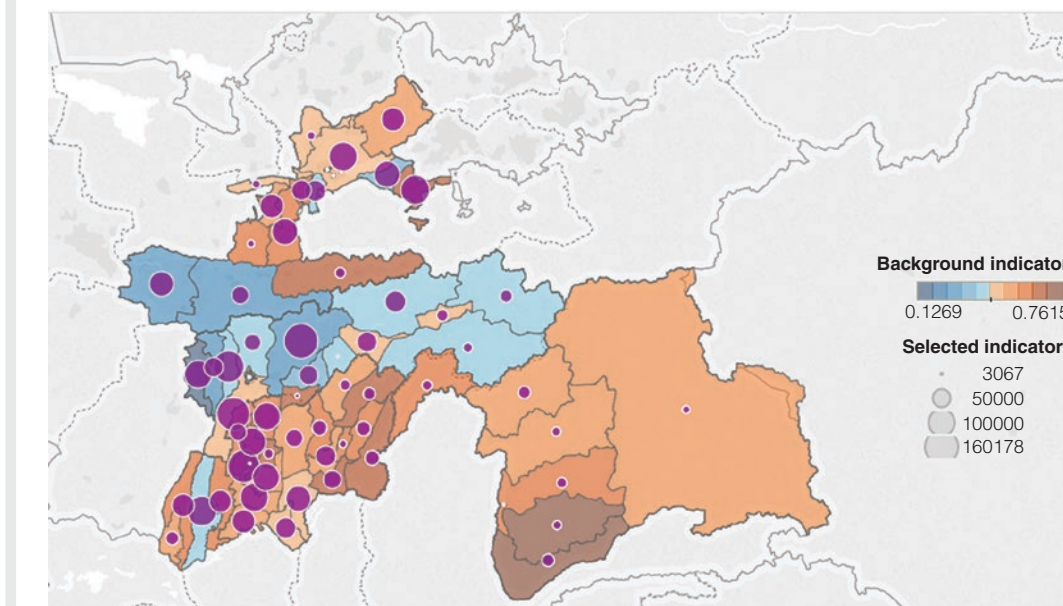 Background indicator
0.1269 0.7615
Selected indicator
3067
50000
100000
160178